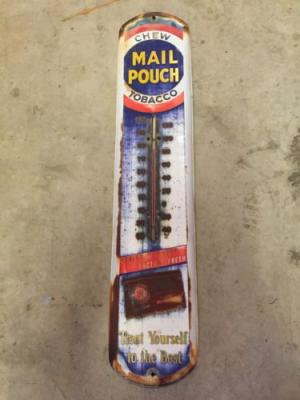 CHEW
MAIL
POUCH
TOBACCO
Treat Yourself
to the Best